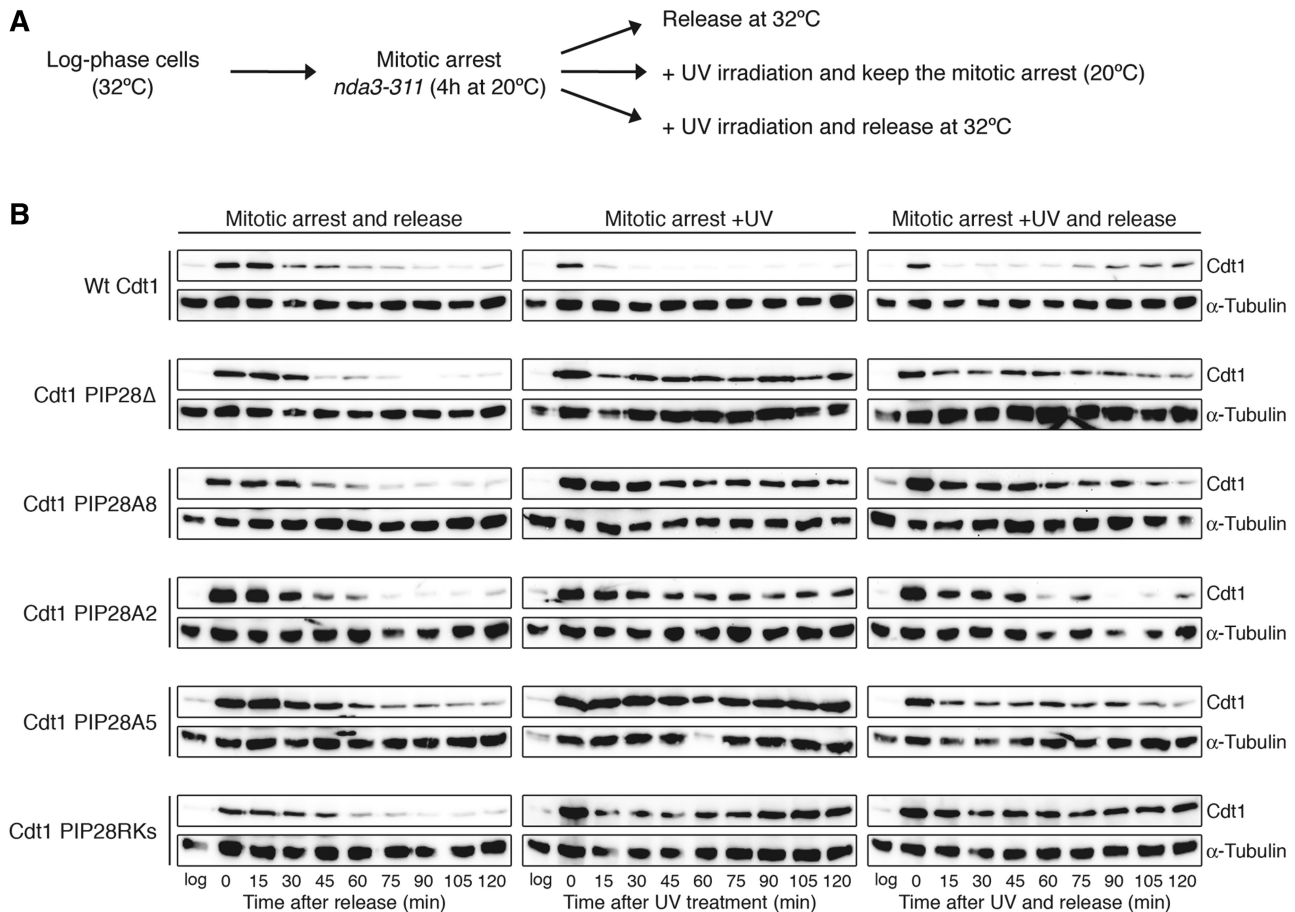 A
Log-phase cells
(32ºC)
Mitotic arrest
nda3-311 (4h at 20ºC)
Release at 32ºC
+ UV irradiation and keep the mitotic arrest (20ºC)
+ UV irradiation and release at 32ºC
B
Mitotic arrest and release
Mitotic arrest +UV
Mitotic arrest +UV and release
Wt Cdt1
Cdt1
α-Tubulin
Cdt1 PIP28Δ
Cdt1
α-Tubulin
Cdt1 PIP28A8
Cdt1
α-Tubulin
Cdt1 PIP28A2
Cdt1
α-Tubulin
Cdt1 PIP28A5
Cdt1
α-Tubulin
Cdt1 PIP28RKs
Cdt1
α-Tubulin
log 0 15 30 45 60 75 90 105 120
Time after release (min)
log 0 15 30 45 60 75 90 105 120
Time after UV treatment (min)
log 0 15 30 45 60 75 90 105 120
Time after UV and release (min)